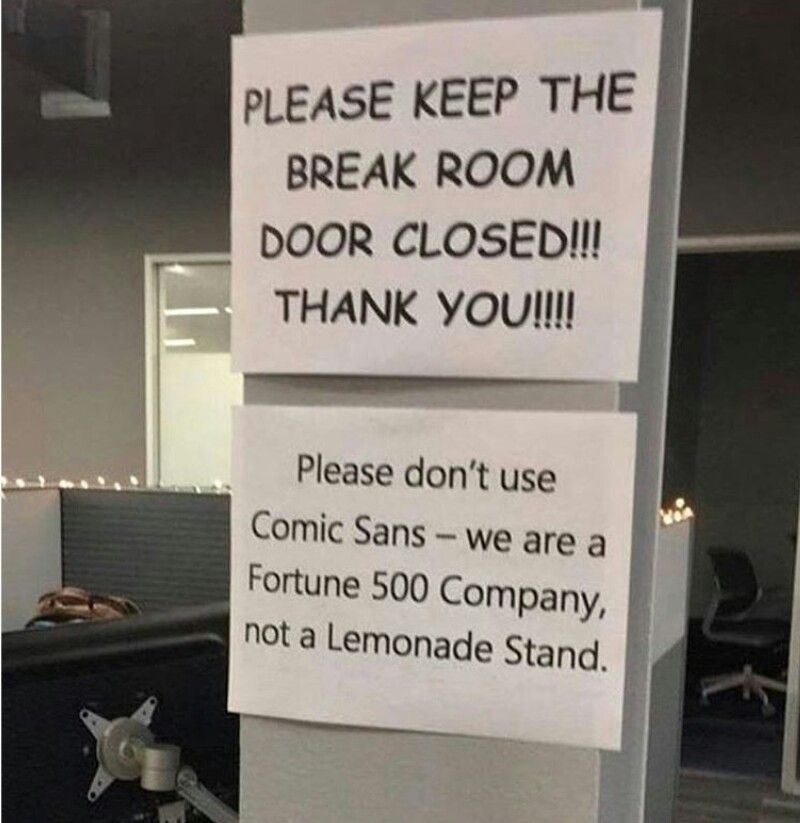 PLEASE KEEP THE
BREAK ROOM
DOOR CLOSED!!!
THANK YOU!!!!
Please don't use
Comic Sans – we are a
Fortune 500 Company,
not a Lemonade Stand.